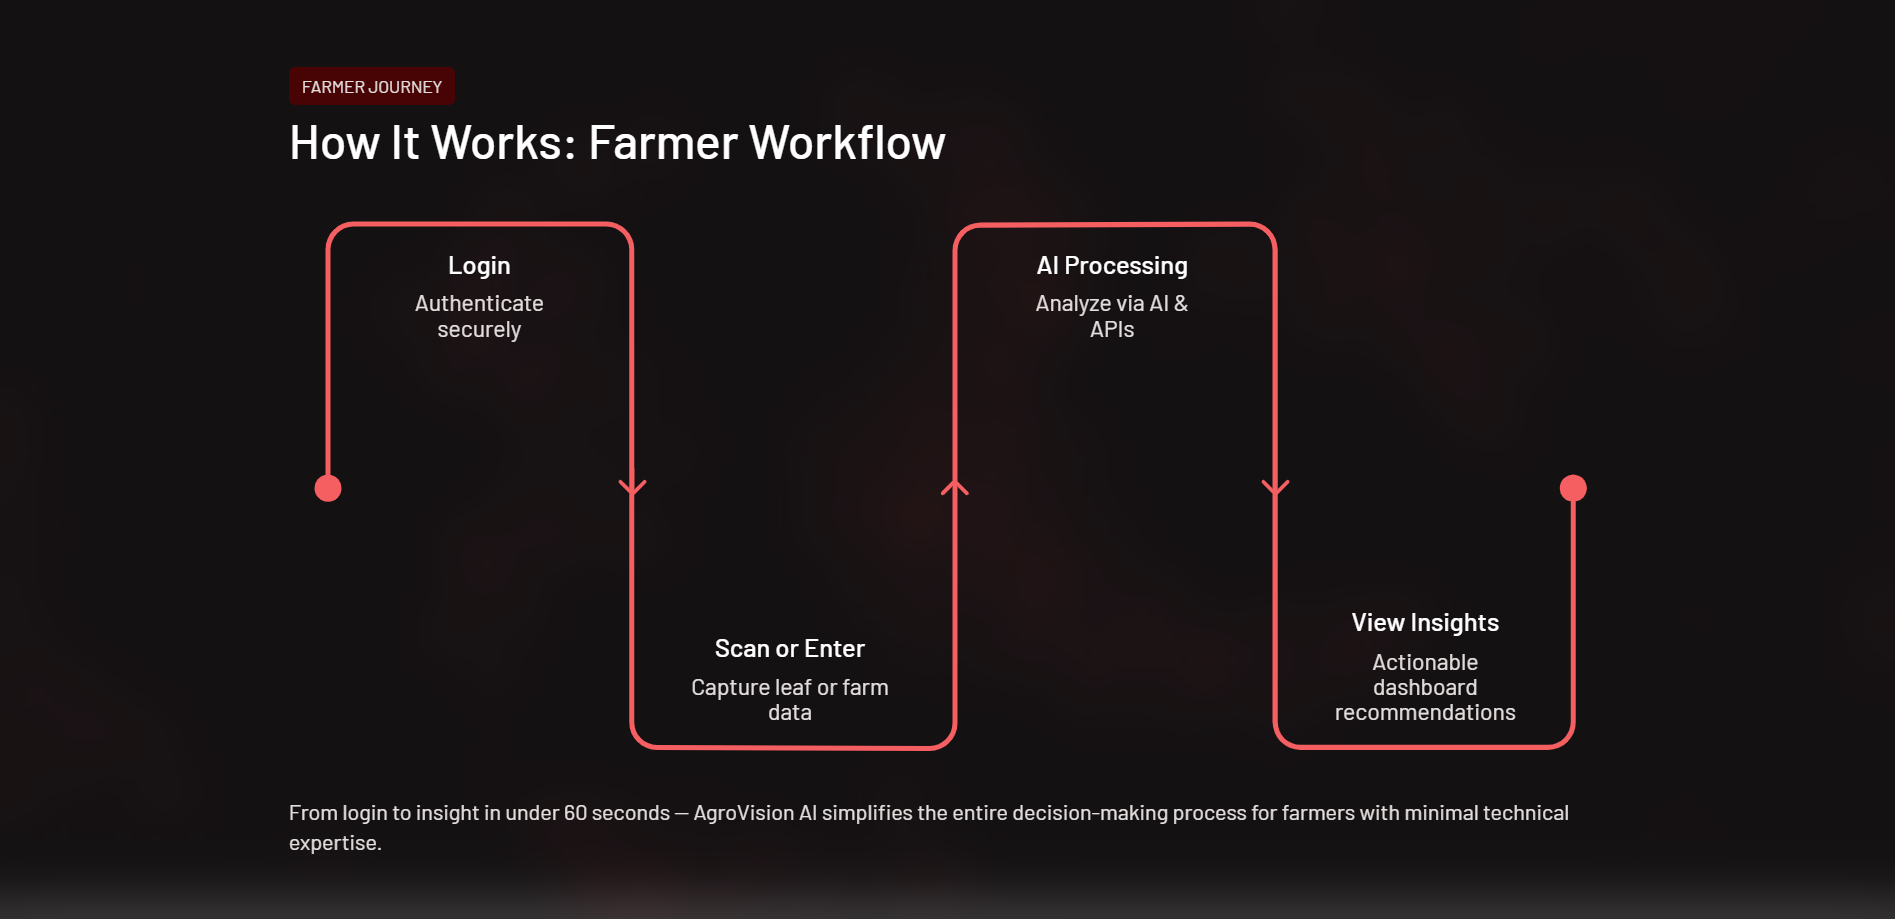 FARMER JOURNEY
How It Works: Farmer Workflow
Login
Authenticate
securely
Scan or Enter
Capture leaf or farm
data
AI Processing
Analyze via AI &
APIs
View Insights
Actionable
dashboard
recommendations
From login to insight in under 60 seconds — AgroVision AI simplifies the entire decision-making process for farmers with minimal technical
expertise.